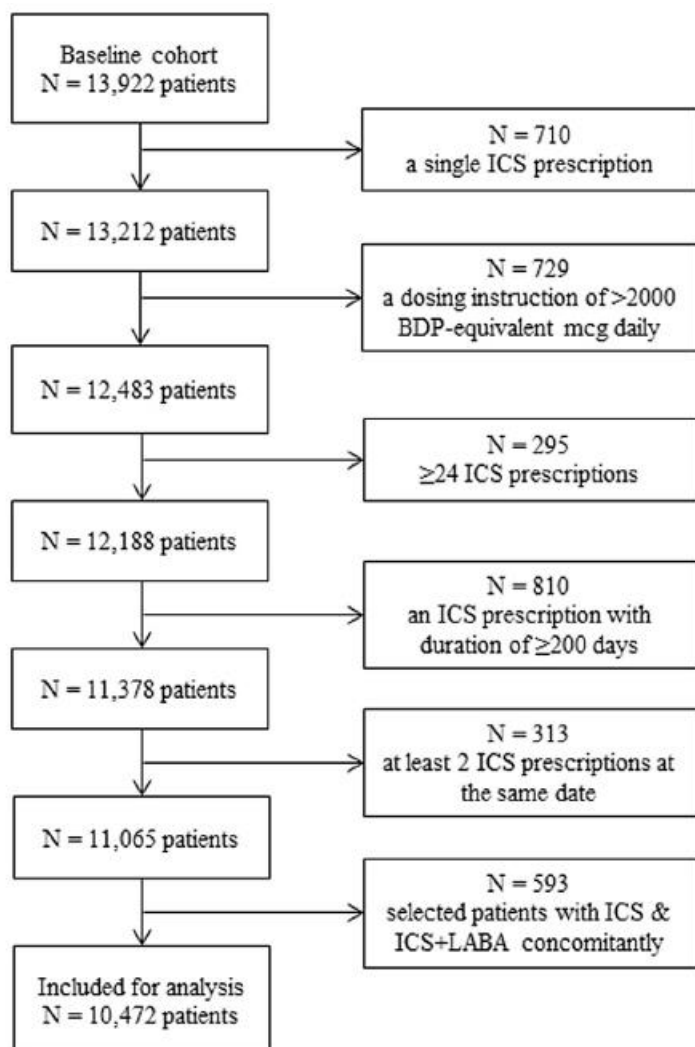 Baseline cohort
N = 13,922 patients
N = 710
a single ICS prescription
N = 13,212 patients
N = 729
a dosing instruction of >2000
BDP-equivalent mcg daily
N = 12,483 patients
N = 295
≥24 ICS prescriptions
N = 12,188 patients
N = 810
an ICS prescription with
duration of ≥200 days
N = 11,378 patients
N = 313
at least 2 ICS prescriptions at
the same date
N = 11,065 patients
N = 593
selected patients with ICS &
ICS+LABA concomitantly
Included for analysis
N = 10,472 patients